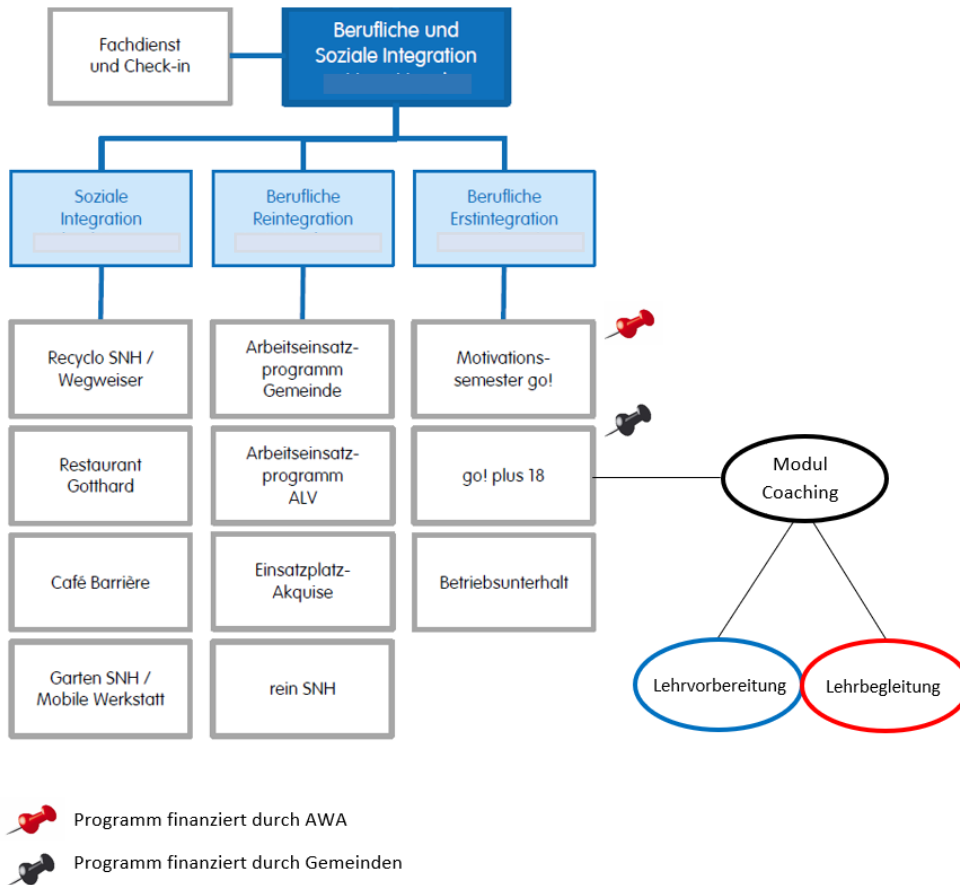 Fachdienst
und Check-in
Berufliche und
Soziale Integration
Soziale
Integration
Berufliche
Reintegration
Berufliche
Erstintegration
Recyclo SNH /
Wegweiser
Arbeitseinsatz-
programm
Gemeinde
Motivations-
semester go!
Restaurant
Gotthard
Arbeitseinsatz-
programm
ALV
go! plus 18
Modul
Coaching
Café Barrière
Einsatzplatz-
Akquise
Betriebsunterhalt
Garten SNH /
Mobile Werkstatt
rein SNH
Lehrvorbereitung
Lehrbegleitung
Programm finanziert durch AWA
Programm finanziert durch Gemeinden